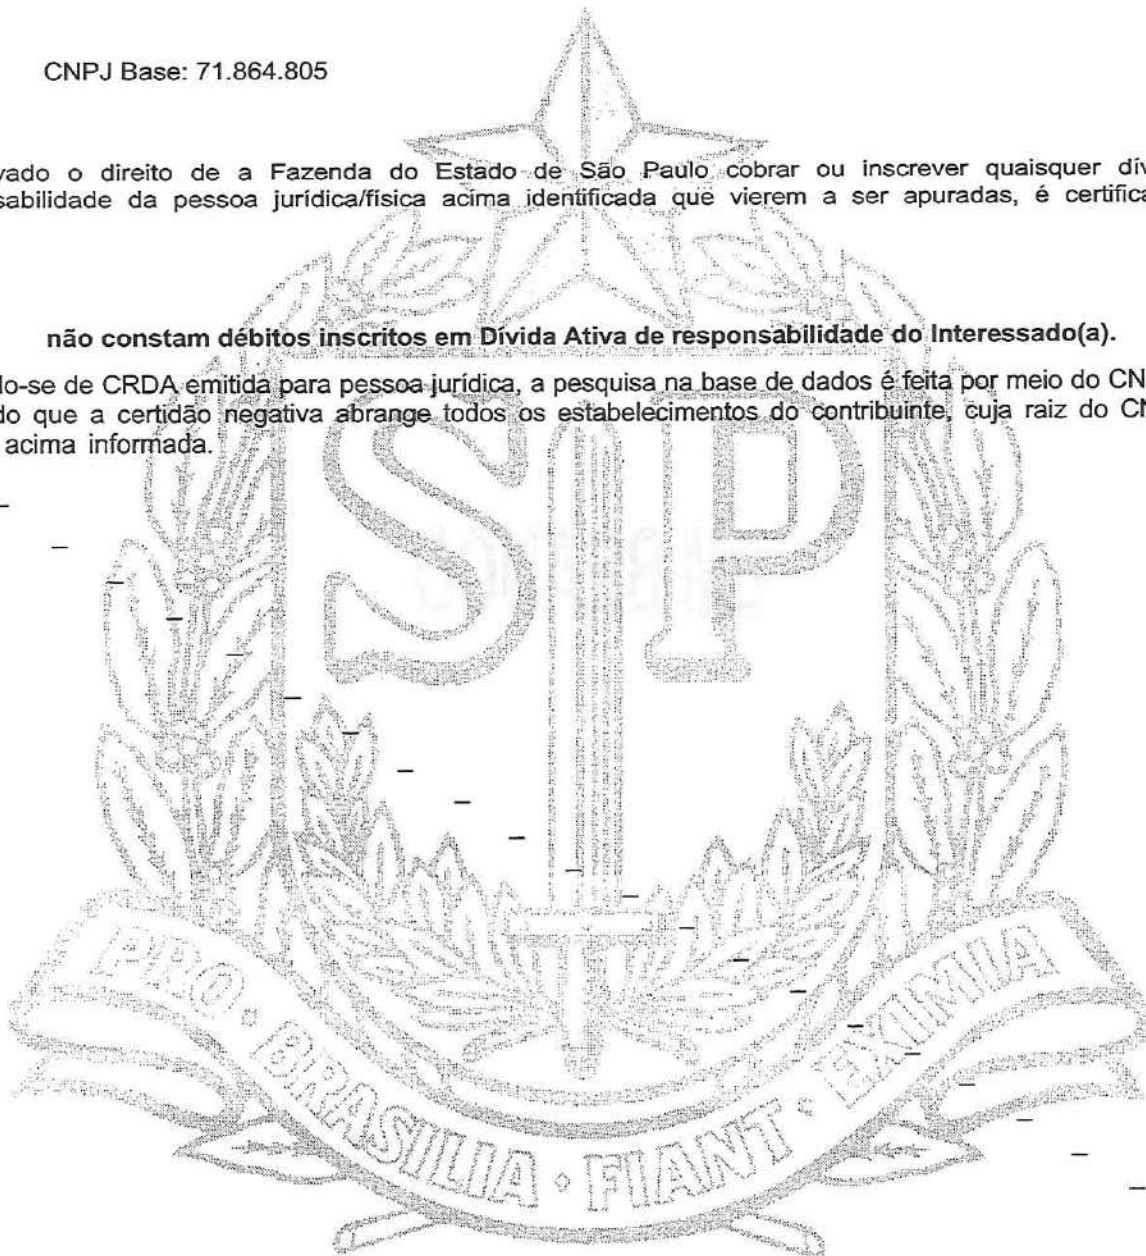 CNPJ Base: 71.864.805
vado o direito de a Fazenda do Estado de São Paulo cobrar ou inscrever quaisquer dív
sabilidade da pessoa jurídica/física acima identificada que vierem a ser apuradas, é certifica
não constam débitos inscritos em Dívida Ativa de responsabilidade do Interessado(a).
do-se de CRDA emitida para pessoa jurídica, a pesquisa na base de dados é feita por meio do CN
do que a certidão negativa abrange todos os estabelecimentos do contribuinte, cuja raiz do CN
acima informada.
SP
PRO · BRASILIA · FIANT · EXIMIA